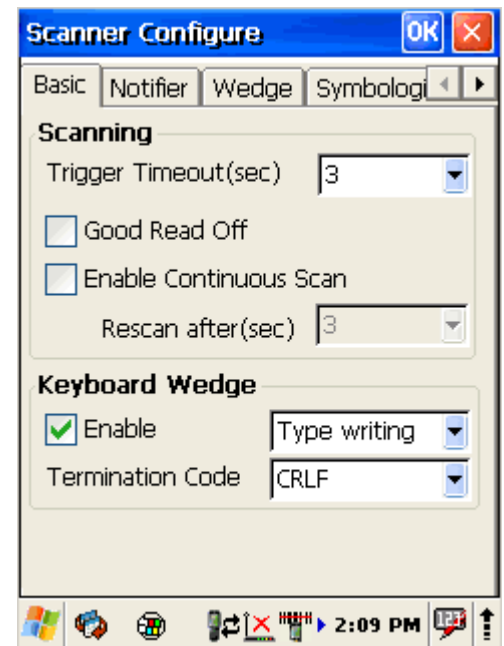 Scanner Configure OK
Basic Notifier Wedge Symbologi
Scanning
Trigger Timeout(sec) 3
Good Read Off
Enable Continuous Scan
Rescan after(sec) 3
Keyboard Wedge
Enable Type writing
Termination Code CRLF
2:09 PM 123